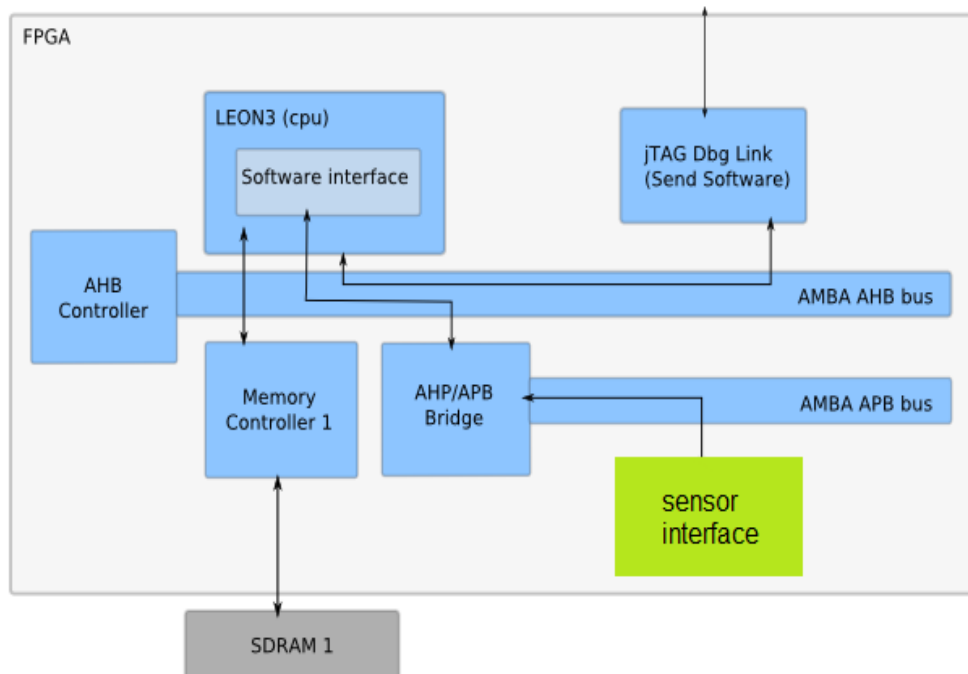 FPGA
LEON3 (cpu)
Software interface
jTAG Dbg Link
(Send Software)
AHB
Controller
AMBA AHB bus
Memory
Controller 1
AHP/APB
Bridge
AMBA APB bus
sensor
interface
SDRAM 1